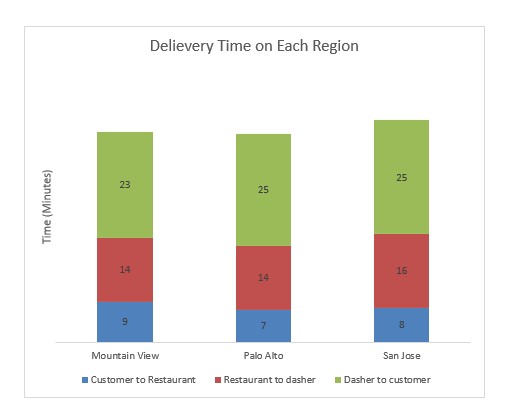 Delievery Time on Each Region
Time (Minutes)
23 25 25
14 14 16
9 7 8
Mountain View Palo Alto San Jose
Customer to Restaurant Restaurant to dasher Dasher to customer